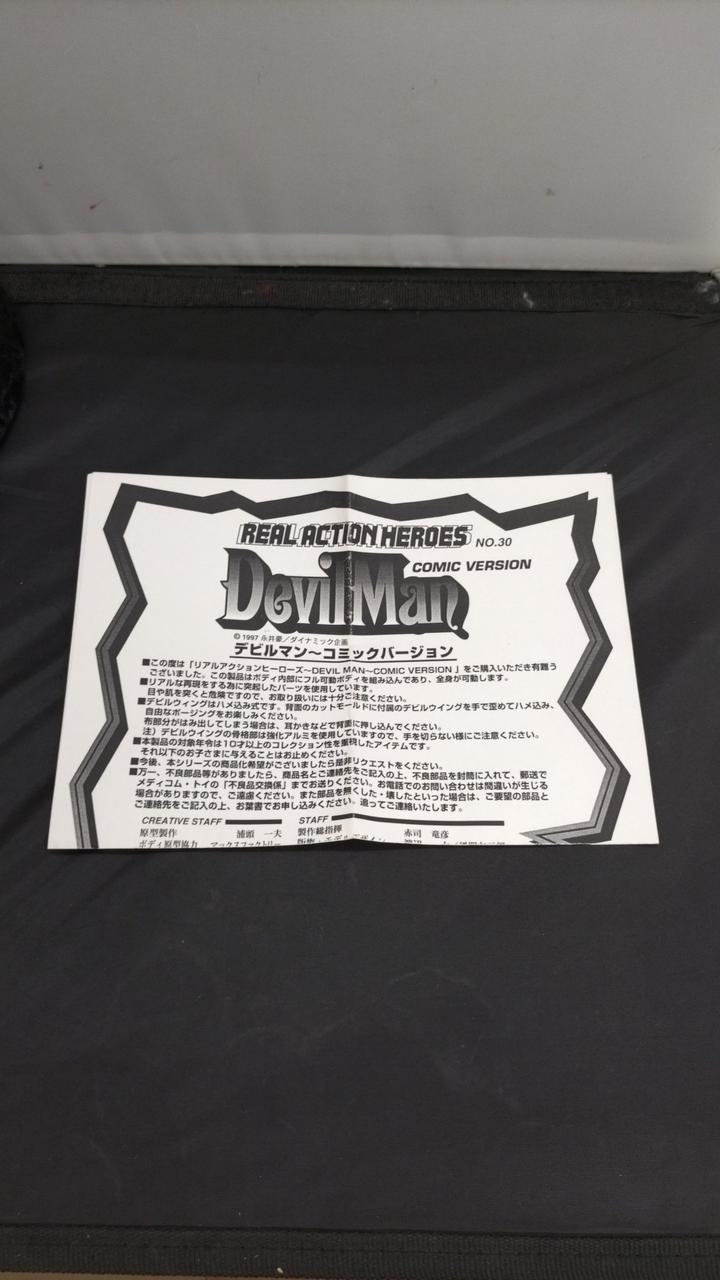 REAL ACTION HEROES NO.30
DevilMan COMIC VERSION
© 1997 永井豪／ダイナミック企画
デビルマン〜コミックバージョン
■この度は「リアルアクションヒーローズ〜DEVIL MAN〜COMIC VERSION 」をご購入いただき有難う
ございました。この製品はボディ内部にフル可動ボディを組み込んであり、全身が可動します。
■リアルな再現をする為に突起したパーツを使用しています。
目や肌を突くと危険ですので、お取り扱いには十分ご注意ください。
■デビルウィングはハメ込み式です。背面のカットモールドに付属のデビルウイングを手で歪めてハメ込み、
自由なポージングをお楽しみください。
布部分がはみ出してしまう場合は、耳かきなどで背面に押し込んでください。
注）デビルウイングの骨格部は強化アルミを使用していますので、手を切らない様にご注意ください。
■本製品の対象年令は10才以上のコレクション性を重視したアイテムです。
それ以下のお子さまに与えることはお止めください。
■今後、本シリーズの商品化希望がございましたら是非リクエストをください。
■万一、不良部品等がありましたら、商品名とご連絡先をご記入の上、不良部品を封筒に入れて、郵送で
メディコム・トイの「不良品交換係」までお送りください。お電話でのお問い合わせは間違いが生じる
場合がありますので、ご遠慮ください。また部品を無くした・壊したといった場合は、ご要望の部品と
ご連絡先をご記入の上、お葉書でお申し込みください。追ってご連絡いたします。
CREATIVE STAFF STAFF
原型製作 浦頭 一夫 製作総指揮 赤司 竜彦
ボディ原型協力 マックスファクトリー